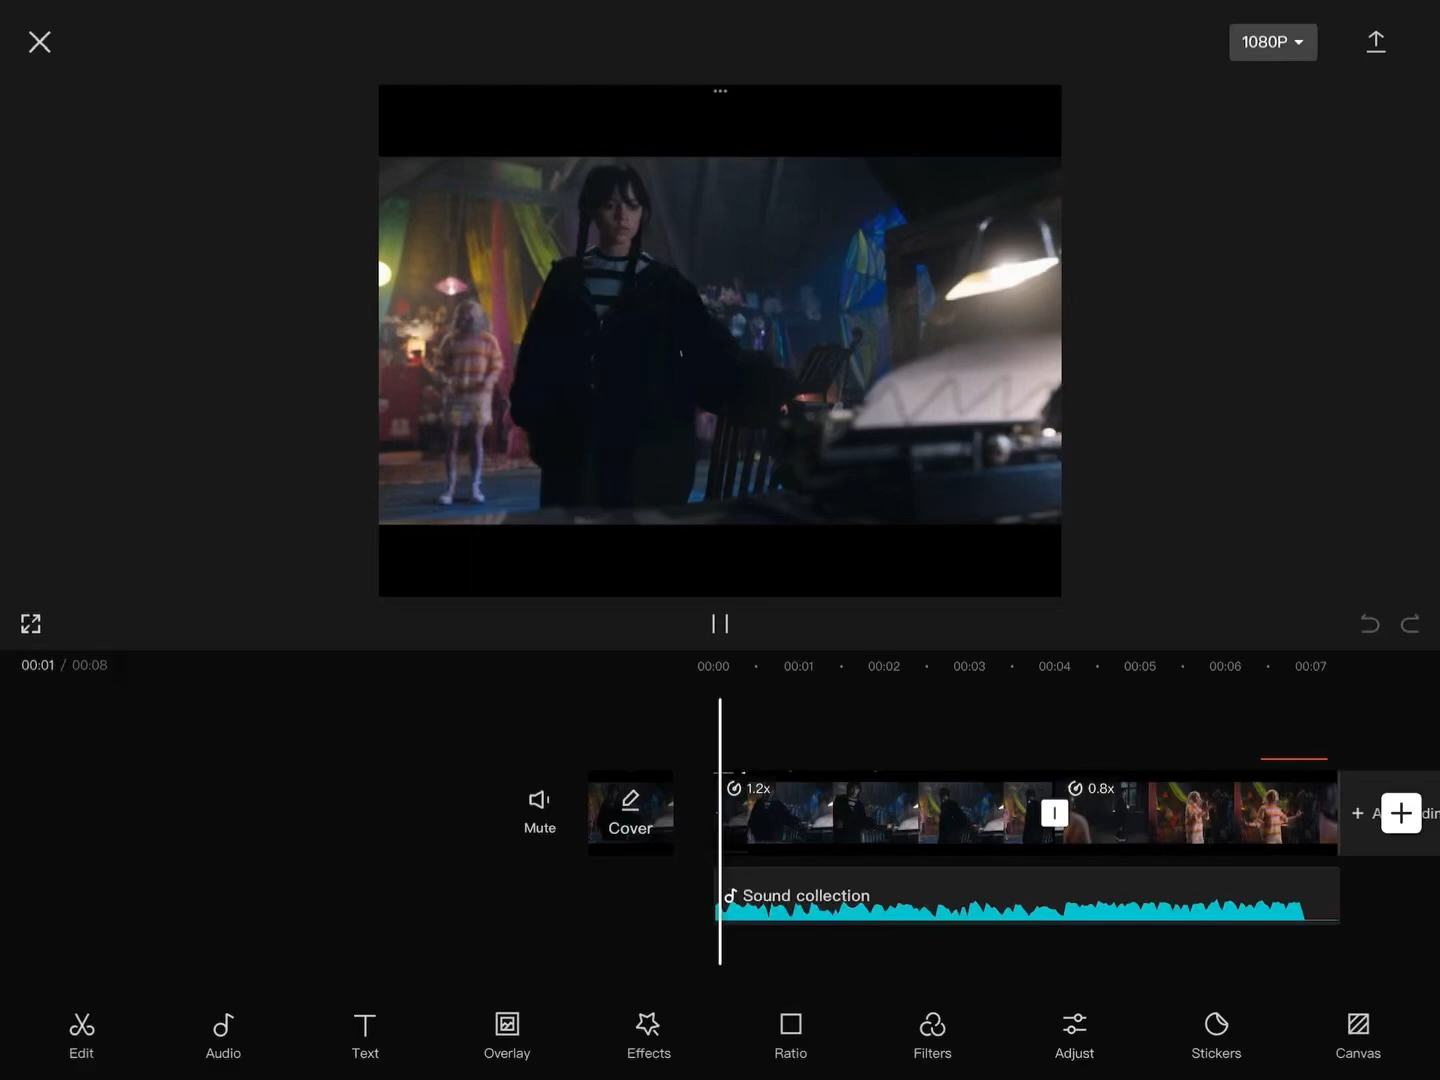 1080P
00:01 / 00:08
00:00 00:01 00:02 00:03 00:04 00:05 00:06 00:07
1.2x
0.8x
Mute
Cover
Sound collection
Edit
Audio
Text
Overlay
Effects
Ratio
Filters
Adjust
Stickers
Canvas